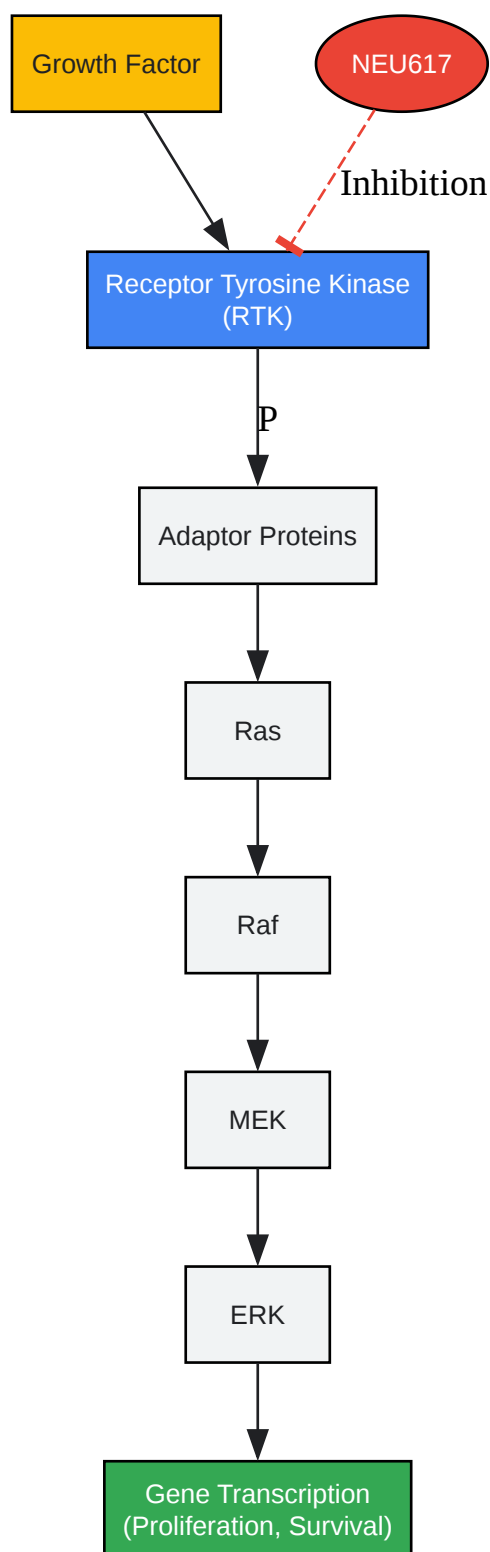 Growth Factor
NEU617
Inhibition
Receptor Tyrosine Kinase
(RTK)
P
Adaptor Proteins
Ras
Raf
MEK
ERK
Gene Transcription
(Proliferation, Survival)